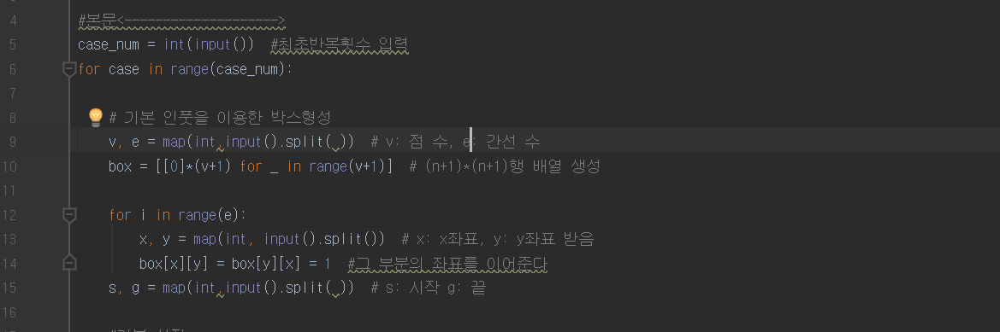 4 #본문<-------------------->
5 case_num = int(input()) #최초반복횟수 입력
6 for case in range(case_num):
7
8 # 기본 인풋을 이용한 박스형성
9 v, e = map(int,input().split( )) # v: 점 수, e: 간선 수
10 box = [[0]*(v+1) for _ in range(v+1)] # (n+1)*(n+1)행 배열 생성
11
12 for i in range(e):
13 x, y = map(int, input().split()) # x: x좌표, y: y좌표 받음
14 box[x][y] = box[y][x] = 1 #그 부분의 좌표를 이어준다
15 s, g = map(int,input().split( )) # s: 시작 g: 끝
16